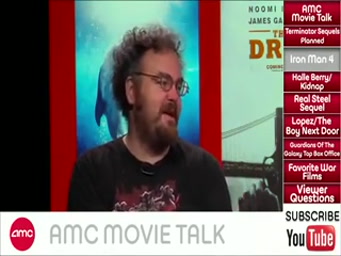 NOOMI
JAMES GA
TH
DR
COMING
AMC
Movie Talk
Terminator Sequels
Planned
Iron Man 4
Halle Berry/
Kidnap
Real Steel
Sequel
Lopez/The
Boy Next Door
Guardians Of The
Galaxy Top Box Office
Favorite War
Films
Viewer
Questions
amc
AMC MOVIE TALK
SUBSCRIBE
YouTube